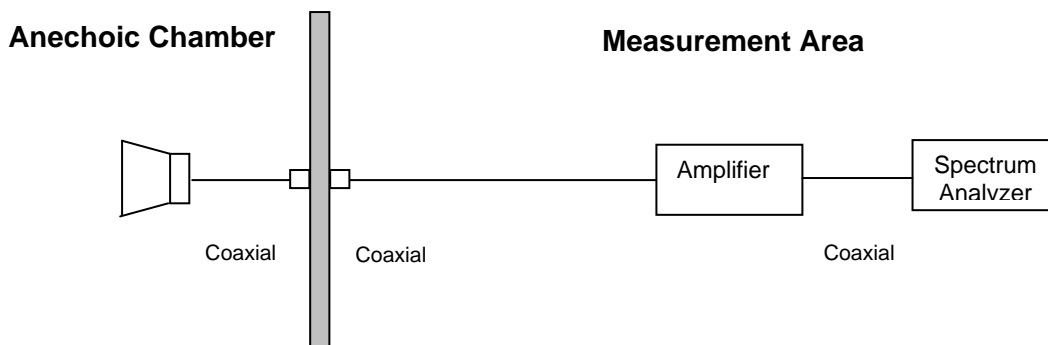 Anechoic Chamber
Measurement Area
Amplifier
Spectrum
Analyzer
Coaxial
Coaxial
Coaxial